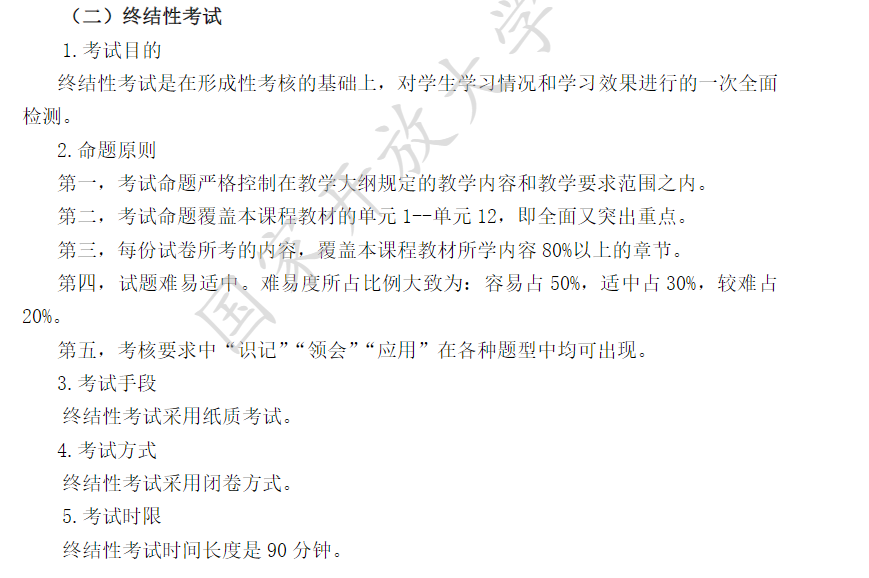 （二）终结性考试
1.考试目的
终结性考试是在形成性考核的基础上，对学生学习情况和学习效果进行的一次全面
检测。
2.命题原则
第一，考试命题严格控制在教学大纲规定的教学内容和教学要求范围之内。
第二，考试命题覆盖本课程教材的单元1--单元12，即全面又突出重点。
第三，每份试卷所考的内容，覆盖本课程教材所学内容80%以上的章节。
第四，试题难易适中。难易度所占比例大致为：容易占50%，适中占30%，较难占
20%。
第五，考核要求中“识记”“领会”“应用”在各种题型中均可出现。
3.考试手段
终结性考试采用纸质考试。
4.考试方式
终结性考试采用闭卷方式。
5.考试时限
终结性考试时间长度是90分钟。
国家开放大学